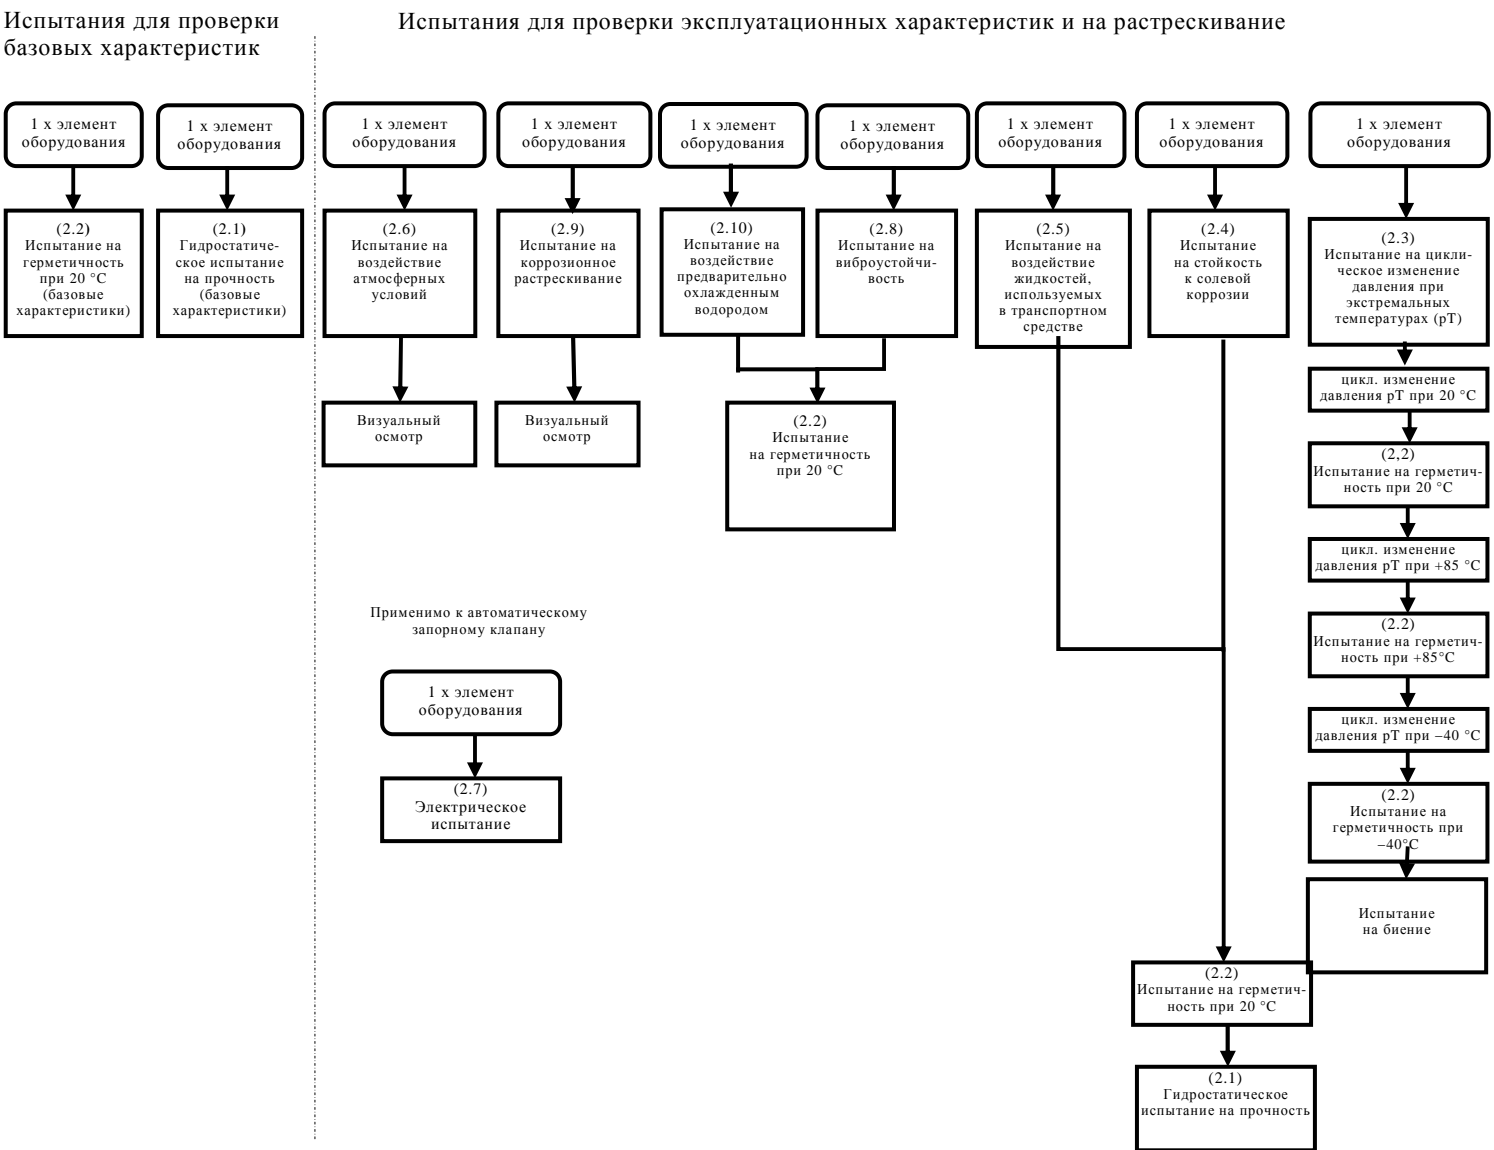 Испытания для проверки
базовых характеристик
Испытания для проверки эксплуатационных характеристик и на растрескивание
1 x элемент
оборудования
1 x элемент
оборудования
1 x элемент
оборудования
1 x элемент
оборудования
1 x элемент
оборудования
1 x элемент
оборудования
1 x элемент
оборудования
1 x элемент
оборудования
1 x элемент
оборудования
(2.2)
Испытание на
герметичность
при 20 °C
(базовые
характеристики)
(2.1)
Гидростатиче-
ское испытание
на прочность
(базовые
характеристики)
(2.6)
Испытание на
воздействие
атмосферных
условий
(2.9)
Испытание на
коррозионное
растрескивание
(2.10)
Испытание на
воздействие
предварительно
охлажденным
водородом
(2.8)
Испытание на
виброустойчи-
вость
(2.5)
Испытание на
воздействие
жидкостей,
используемых
в транспортном
средстве
(2.4)
Испытание
на стойкость
к солевой
коррозии
(2.3)
Испытание на цикли-
ческое изменение
давления при
экстремальных
температурах (pT)
Визуальный
осмотр
Визуальный
осмотр
(2.2)
Испытание
на герметичность
при 20 °C
цикл. изменение
давления pT при 20 °C
(2,2)
Испытание на герметич-
ность при 20 °C
цикл. изменение
давления pT при +85 °C
(2.2)
Испытание на герметич-
ность при +85°C
цикл. изменение
давления pT при –40 °C
(2.2)
Испытание на
герметичность при
–40°C
Испытание
на биение
Применимо к автоматическому
запорному клапану
1 x элемент
оборудования
(2.7)
Электрическое
испытание
(2.2)
Испытание на герметич-
ность при 20 °C
(2.1)
Гидростатическое
испытание на прочность